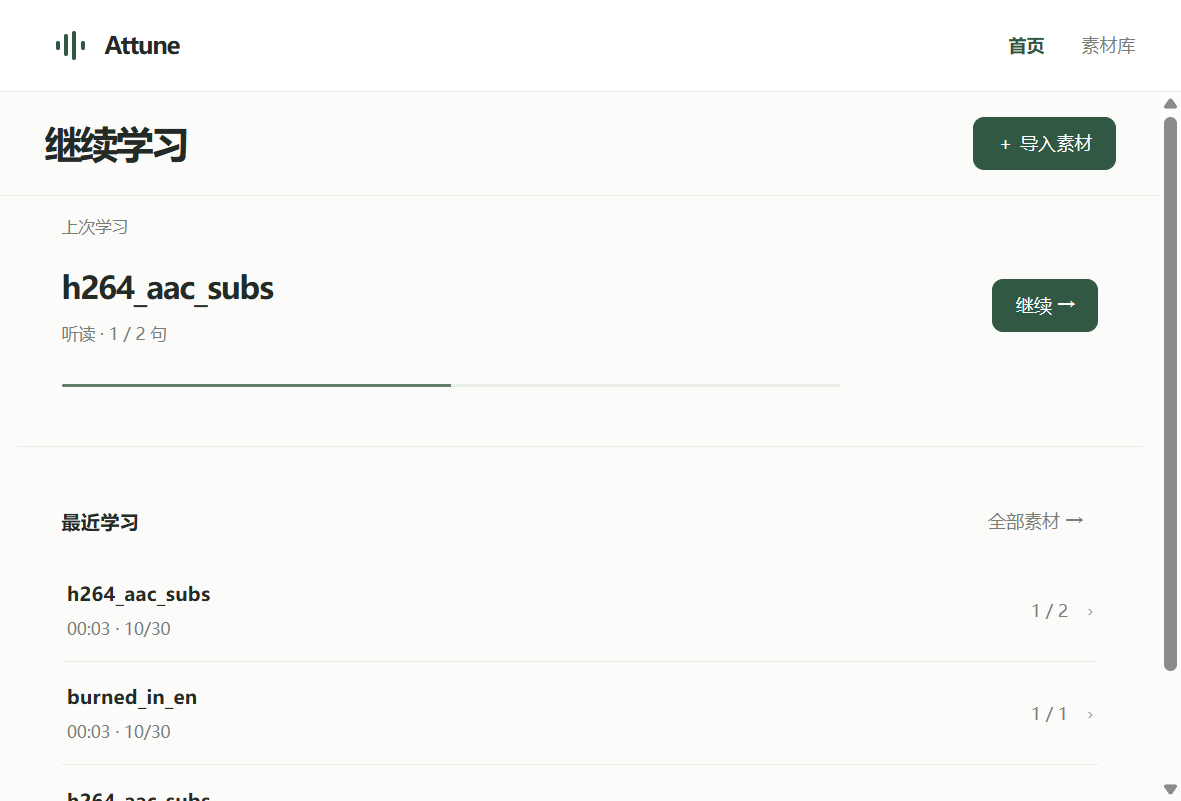 Attune
首页
素材库
继续学习
+ 导入素材
上次学习
h264_aac_subs
听读 · 1 / 2 句
继续 →
最近学习
全部素材 →
h264_aac_subs
00:03 · 10/30
1 / 2 ›
burned_in_en
00:03 · 10/30
1 / 1 ›
h264_aac_subs